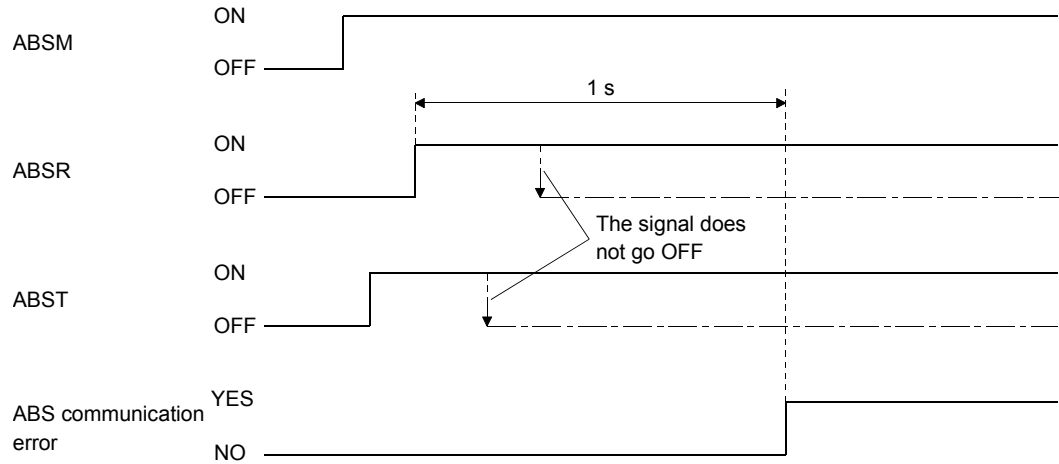 ON
ABSM
OFF
1 s
ON
ABSR
OFF
The signal does
not go OFF
ON
ABST
OFF
YES
ABS communication
error
NO